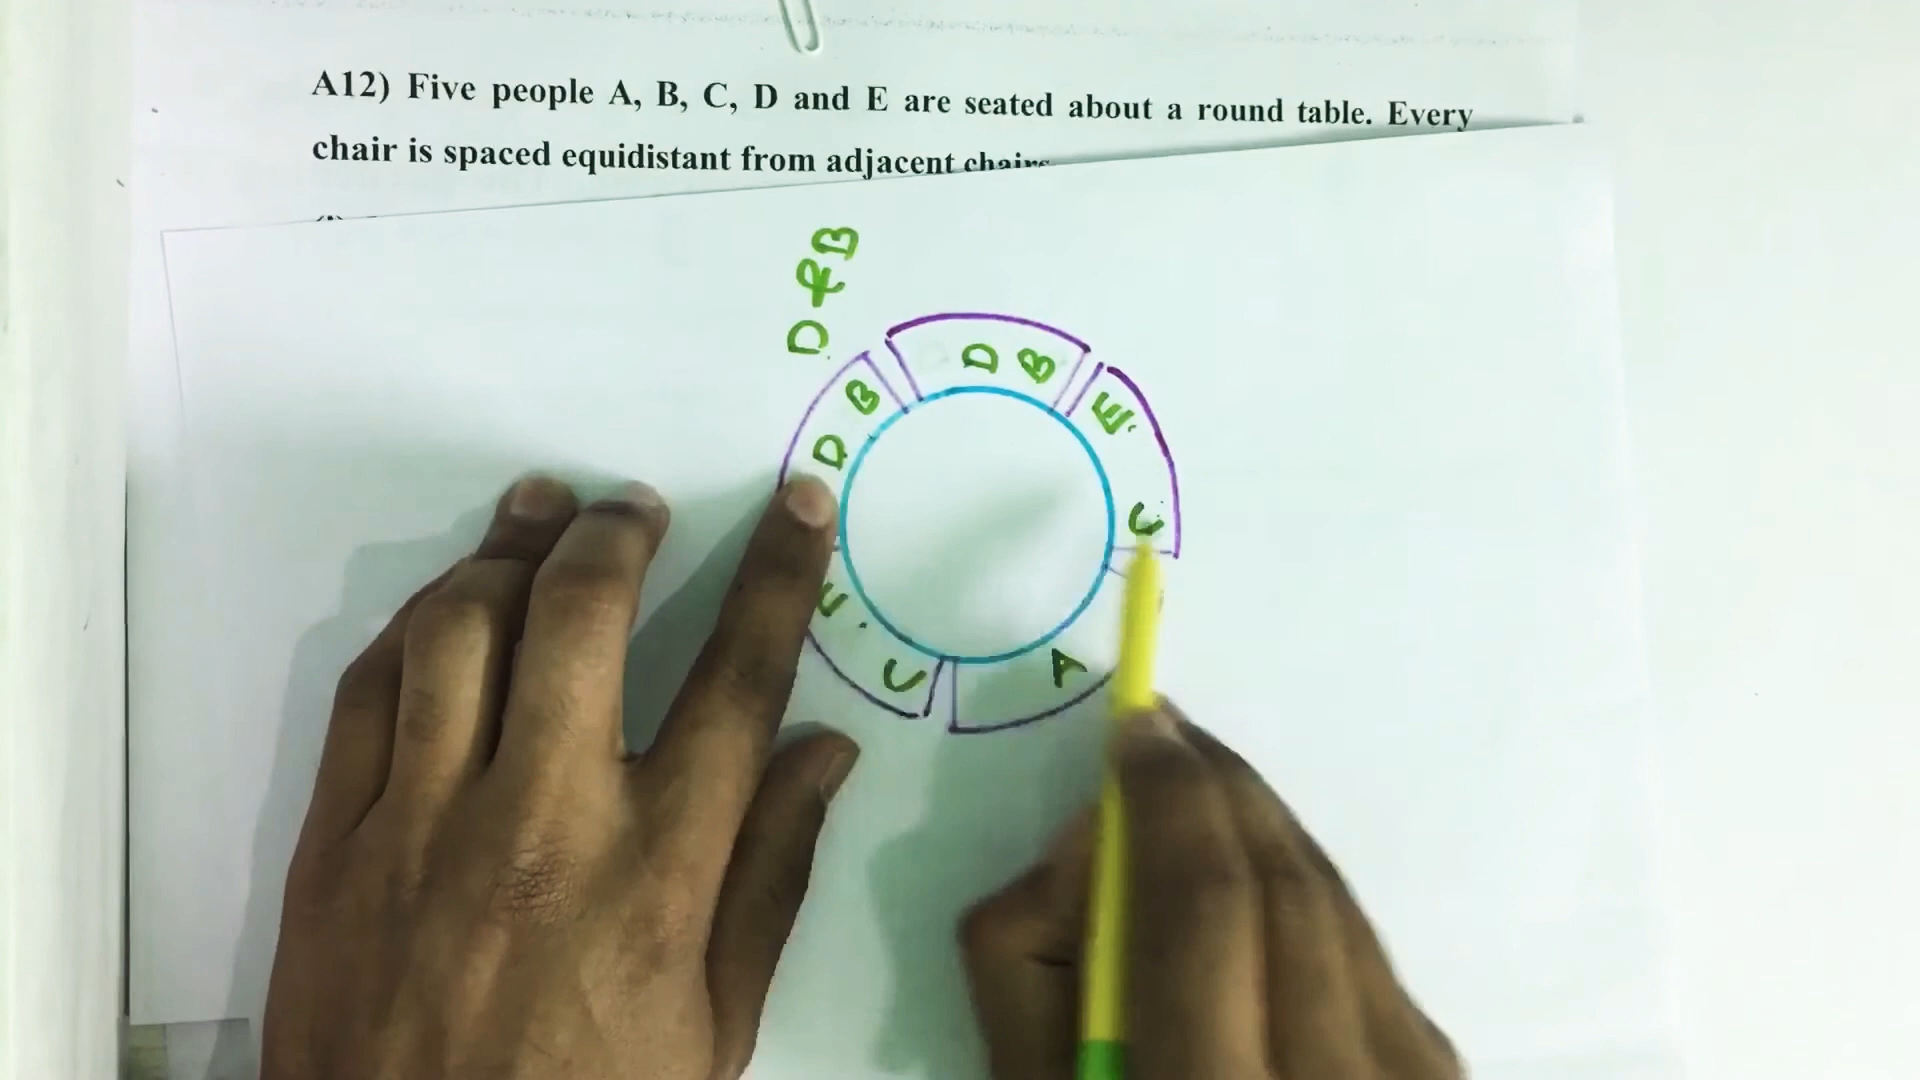 A12) Five people A, B, C, D and E are seated about a round table. Every
chair is spaced equidistant from adjacent chairs
D & B
D B
D B
E
C
C
A